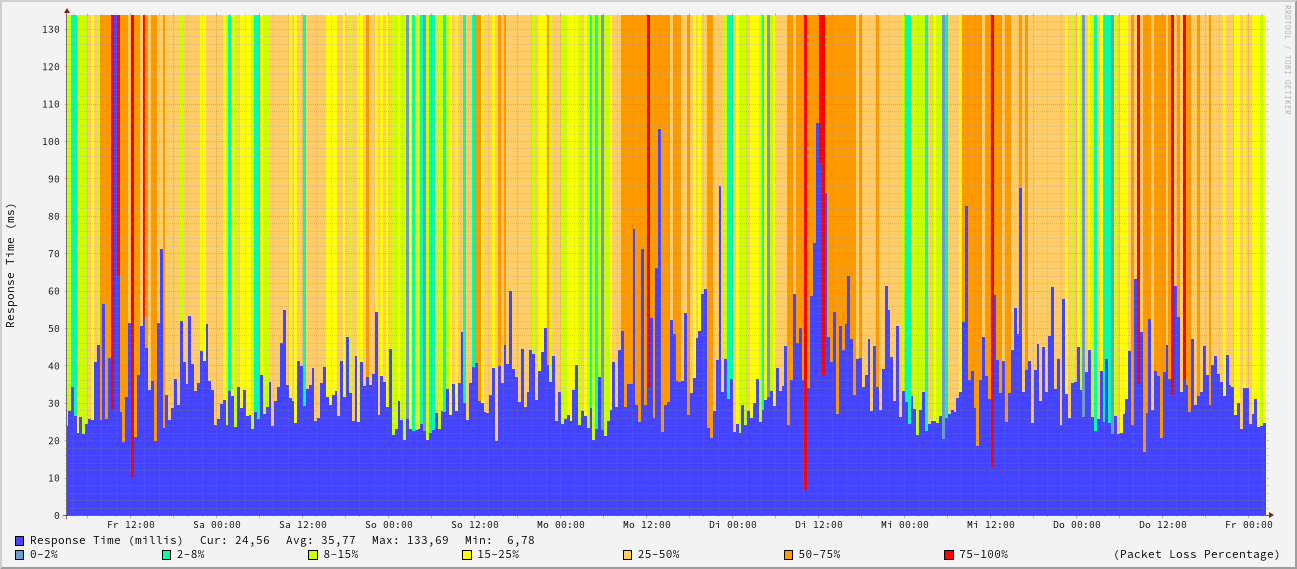 RRDTOOL / TOBI OETIKER
Response Time (ms)
130
120
110
100
90
80
70
60
50
40
30
20
10
0
Fr 12:00 Sa 00:00 Sa 12:00 So 00:00 So 12:00 Mo 00:00 Mo 12:00 Di 00:00 Di 12:00 Mi 00:00 Mi 12:00 Do 00:00 Do 12:00 Fr 00:00
Response Time (millis) Cur: 24,56 Avg: 35,77 Max: 133,69 Min: 6,78
0-2% 2-8% 8-15% 15-25% 25-50% 50-75% 75-100% (Packet Loss Percentage)